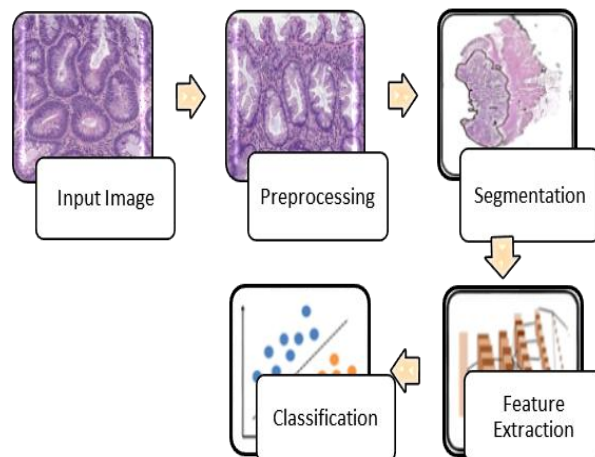 Input Image
Preprocessing
Segmentation
Feature
Extraction
Classification